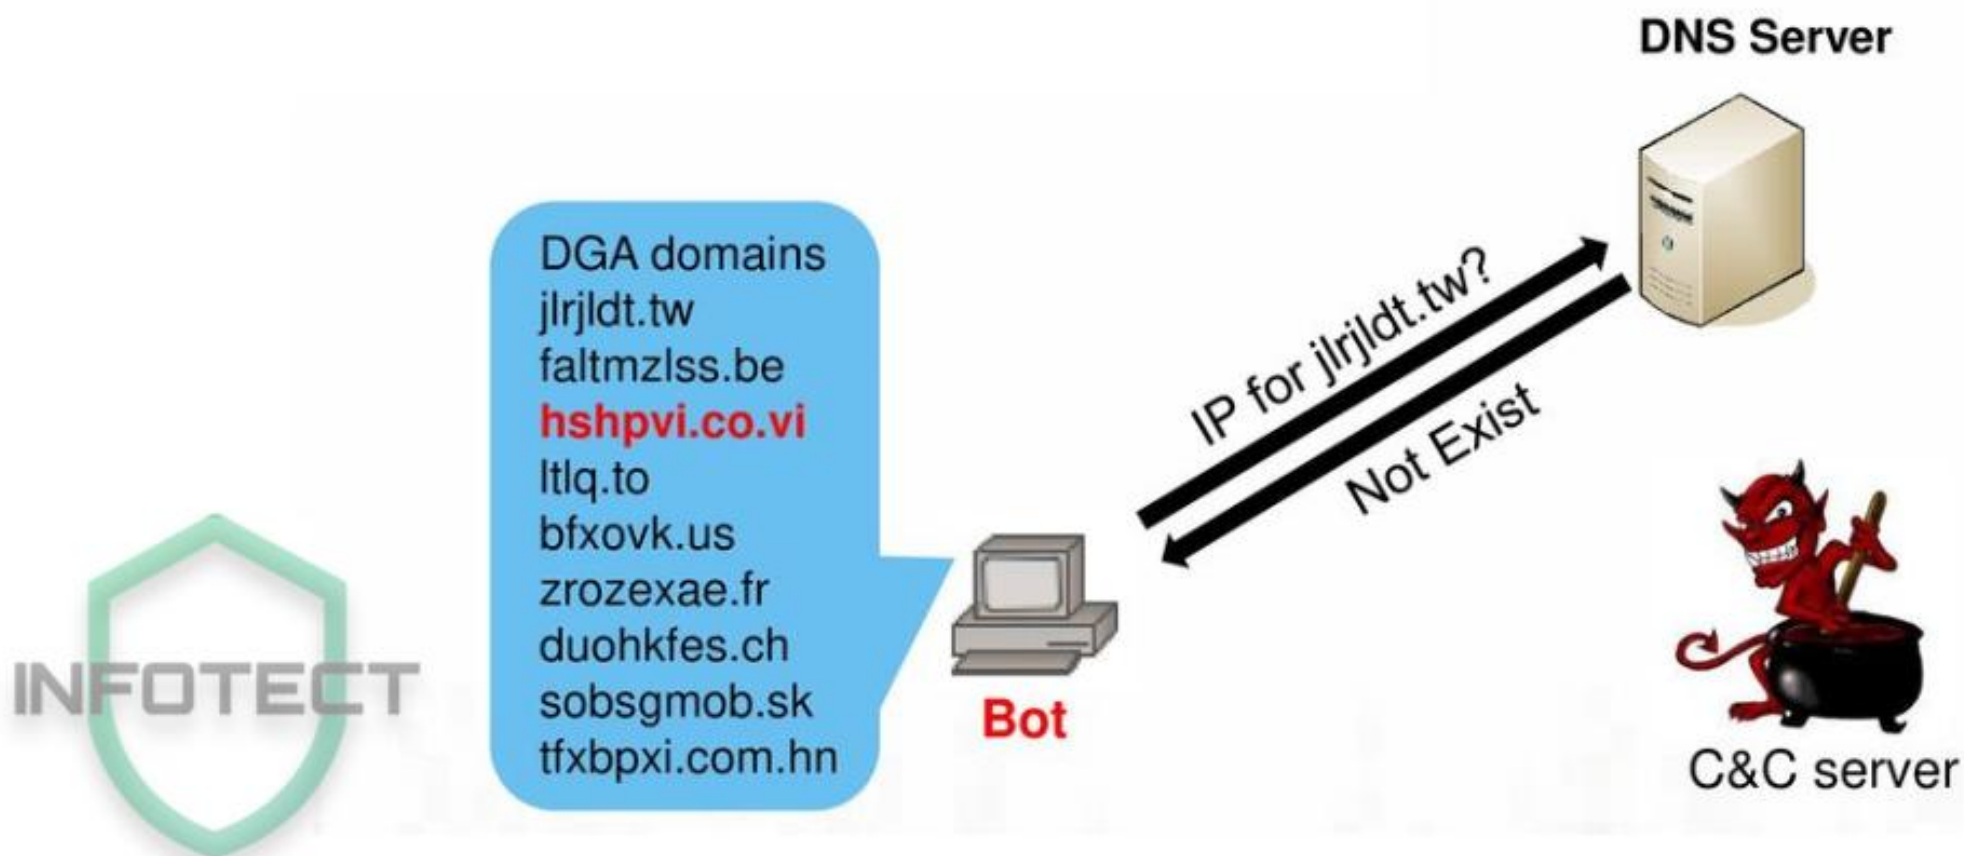 DNS Server
DGA domains
jlrjldt.tw
faltmzlss.be
hshpvi.co.vi
ltlq.to
bfxovk.us
zrozexae.fr
duohkfes.ch
sobsgmob.sk
tfxbpxi.com.hn
IP for jlrjldt.tw?
Not Exist
Bot
C&C server
INFOTECT